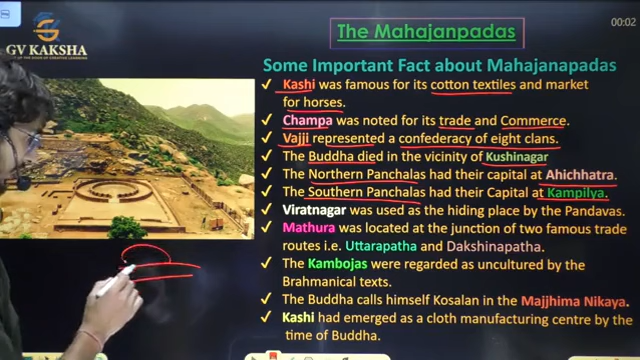 The Mahajanpadas
00:02
GV KAKSHA
Some Important Fact about Mahajanapadas
✓ Kashi was famous for its cotton textiles and market
for horses.
✓ Champa was noted for its trade and Commerce.
✓ Vajji represented a confederacy of eight clans.
✓ The Buddha died in the vicinity of Kushinagar
✓ The Northern Panchalas had their capital at Ahichhatra.
✓ The Southern Panchalas had their Capital at Kampilya.
✓ Viratnagar was used as the hiding place by the Pandavas.
✓ Mathura was located at the junction of two famous trade
routes i.e. Uttarapatha and Dakshinapatha.
✓ The Kambojas were regarded as uncultured by the
Brahmanical texts.
✓ The Buddha calls himself Kosalan in the Majjhima Nikaya.
✓ Kashi had emerged as a cloth manufacturing centre by the
time of Buddha.